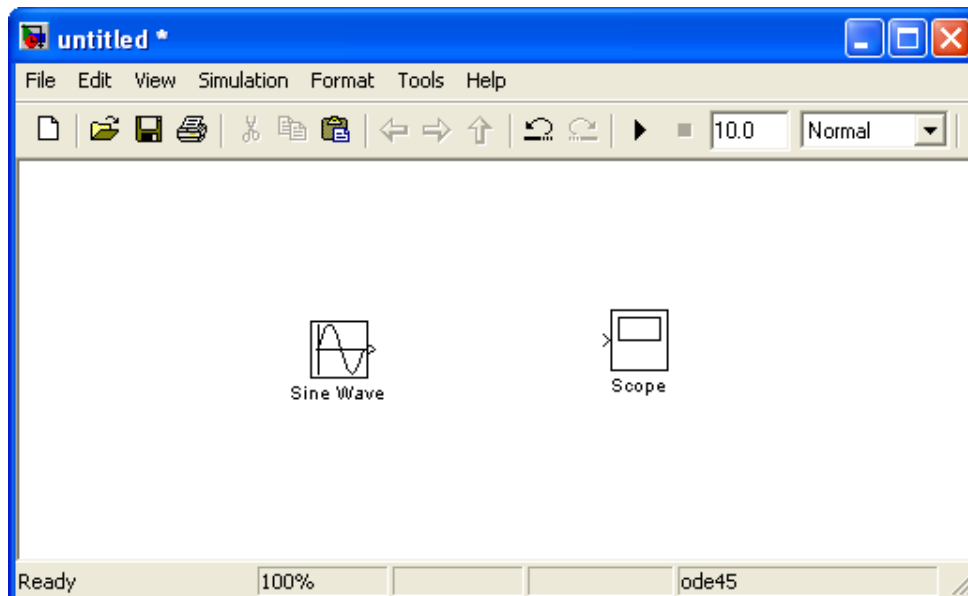 untitled *
File Edit View Simulation Format Tools Help
10.0 Normal
Sine Wave
Scope
Ready 100% ode45